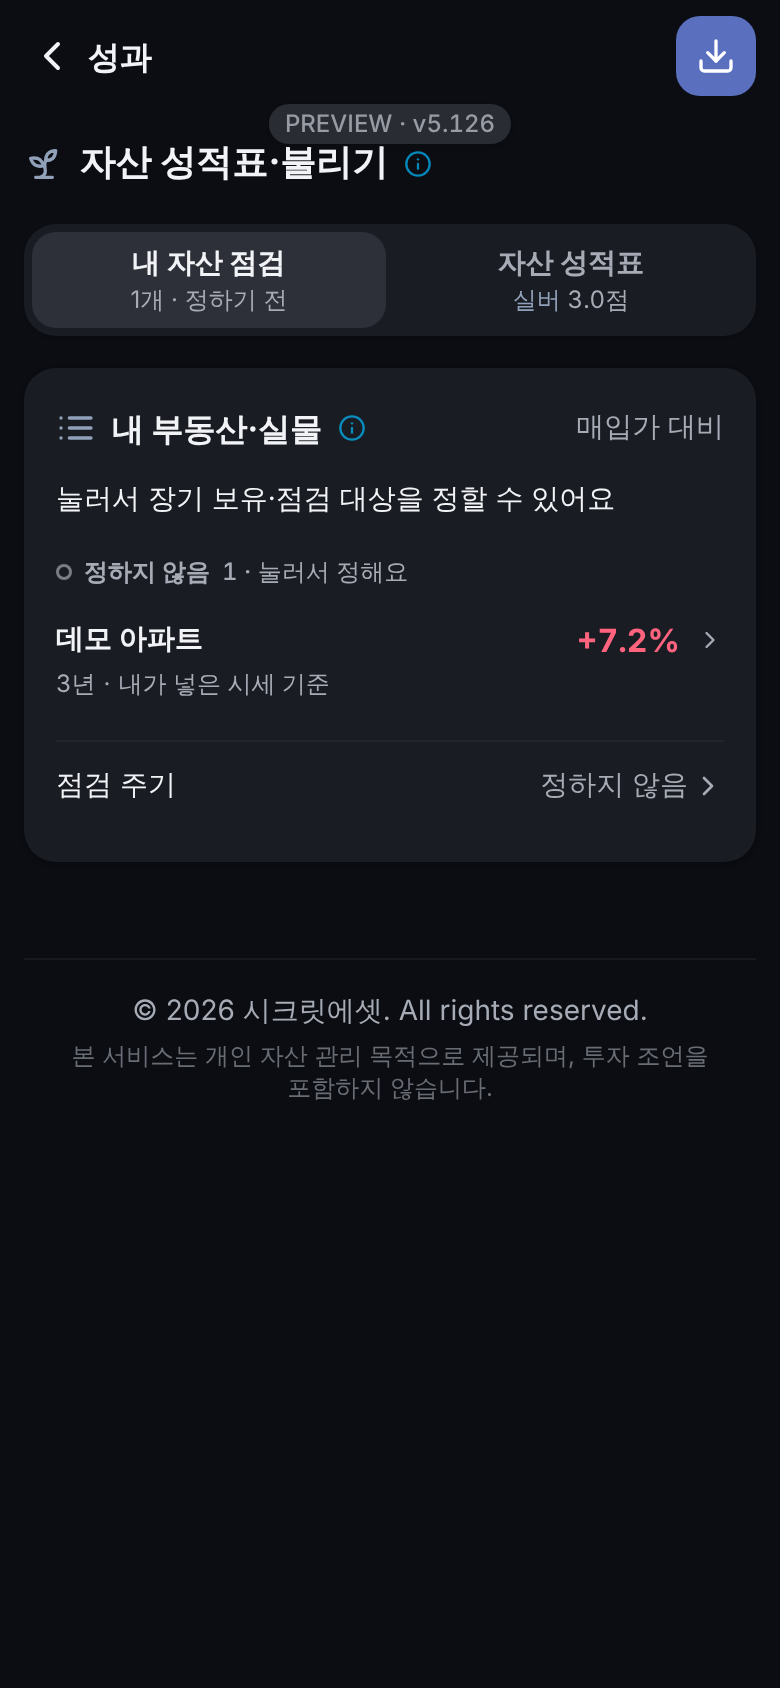 성과
PREVIEW · v5.126
자산 성적표·불리기
내 자산 점검
1개 · 정하기 전
자산 성적표
실버 3.0점
내 부동산·실물
매입가 대비
눌러서 장기 보유·점검 대상을 정할 수 있어요
정하지 않음 1 · 눌러서 정해요
데모 아파트
+7.2%
3년 · 내가 넣은 시세 기준
점검 주기
정하지 않음
© 2026 시크릿에셋. All rights reserved.
본 서비스는 개인 자산 관리 목적으로 제공되며, 투자 조언을
포함하지 않습니다.